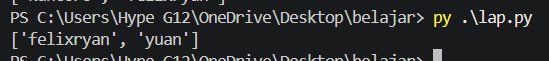 PS C:\Users\Hype G12\OneDrive\Desktop\belajar> py .\lap.py
['felixryan', 'yuan']
PS C:\Users\Hype G12\OneDrive\Desktop\belajar>